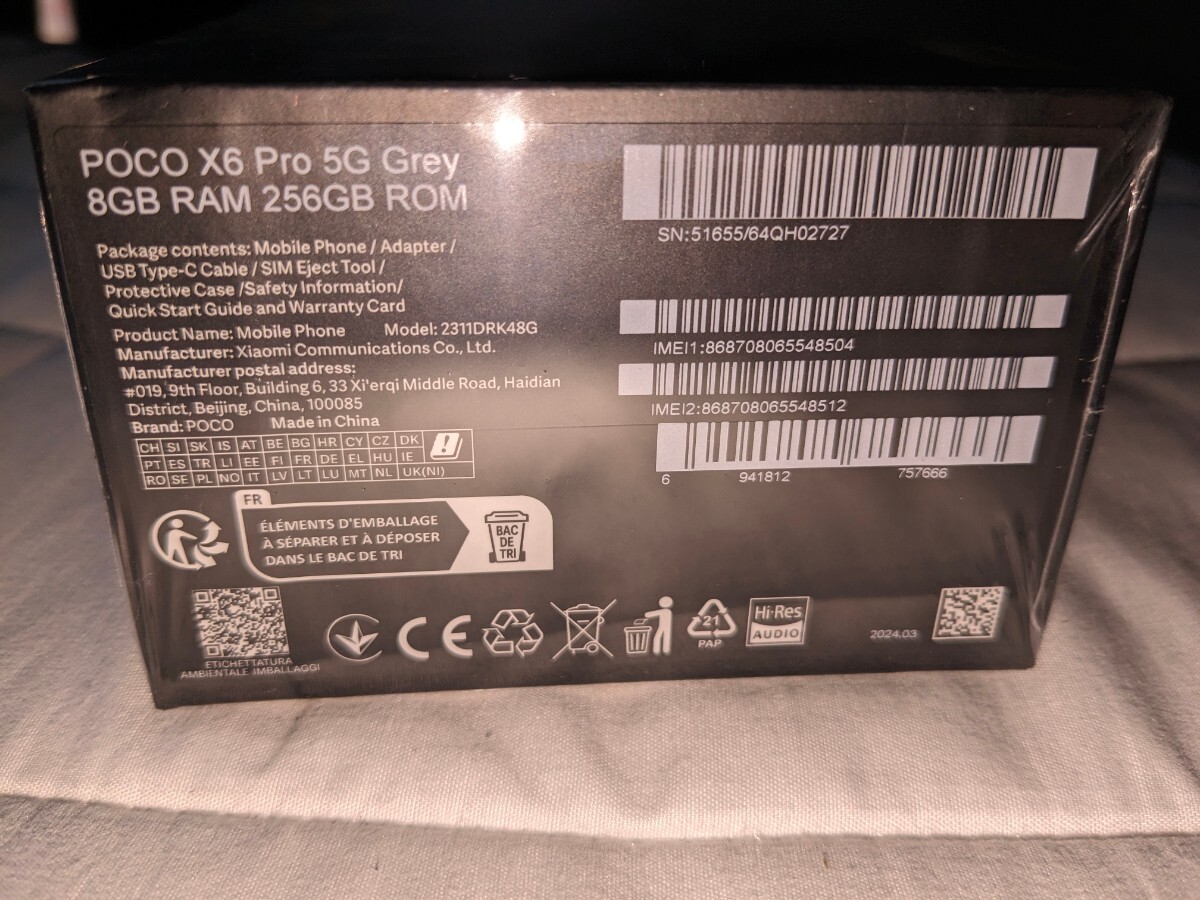 POCO X6 Pro 5G Grey
8GB RAM 256GB ROM
Package contents: Mobile Phone / Adapter /
USB Type-C Cable / SIM Eject Tool /
Protective Case /Safety Information/
Quick Start Guide and Warranty Card
Product Name: Mobile Phone Model: 2311DRK48G
Manufacturer: Xiaomi Communications Co., Ltd.
Manufacturer postal address:
#019, 9th Floor, Building 6, 33 Xi'erqi Middle Road, Haidian
District, Beijing, China, 100085
Brand: POCO Made in China
CH SI SK IS AT BE BG HR CY CZ DK
PT ES TR LI EE FI FR DE EL HU IE
RO SE PL NO IT LV LT LU MT NL UK(NI)
FR
ÉLÉMENTS D'EMBALLAGE
À SÉPARER ET À DÉPOSER
DANS LE BAC DE TRI
BAC
DE
TRI
ETICHETTATURA
AMBIENTALE IMBALLAGGI
CE
21
PAP
Hi-Res
AUDIO
SN:51655/64QH02727
IMEI1:868708065548504
IMEI2:868708065548512
6 941812 757666
2024.03